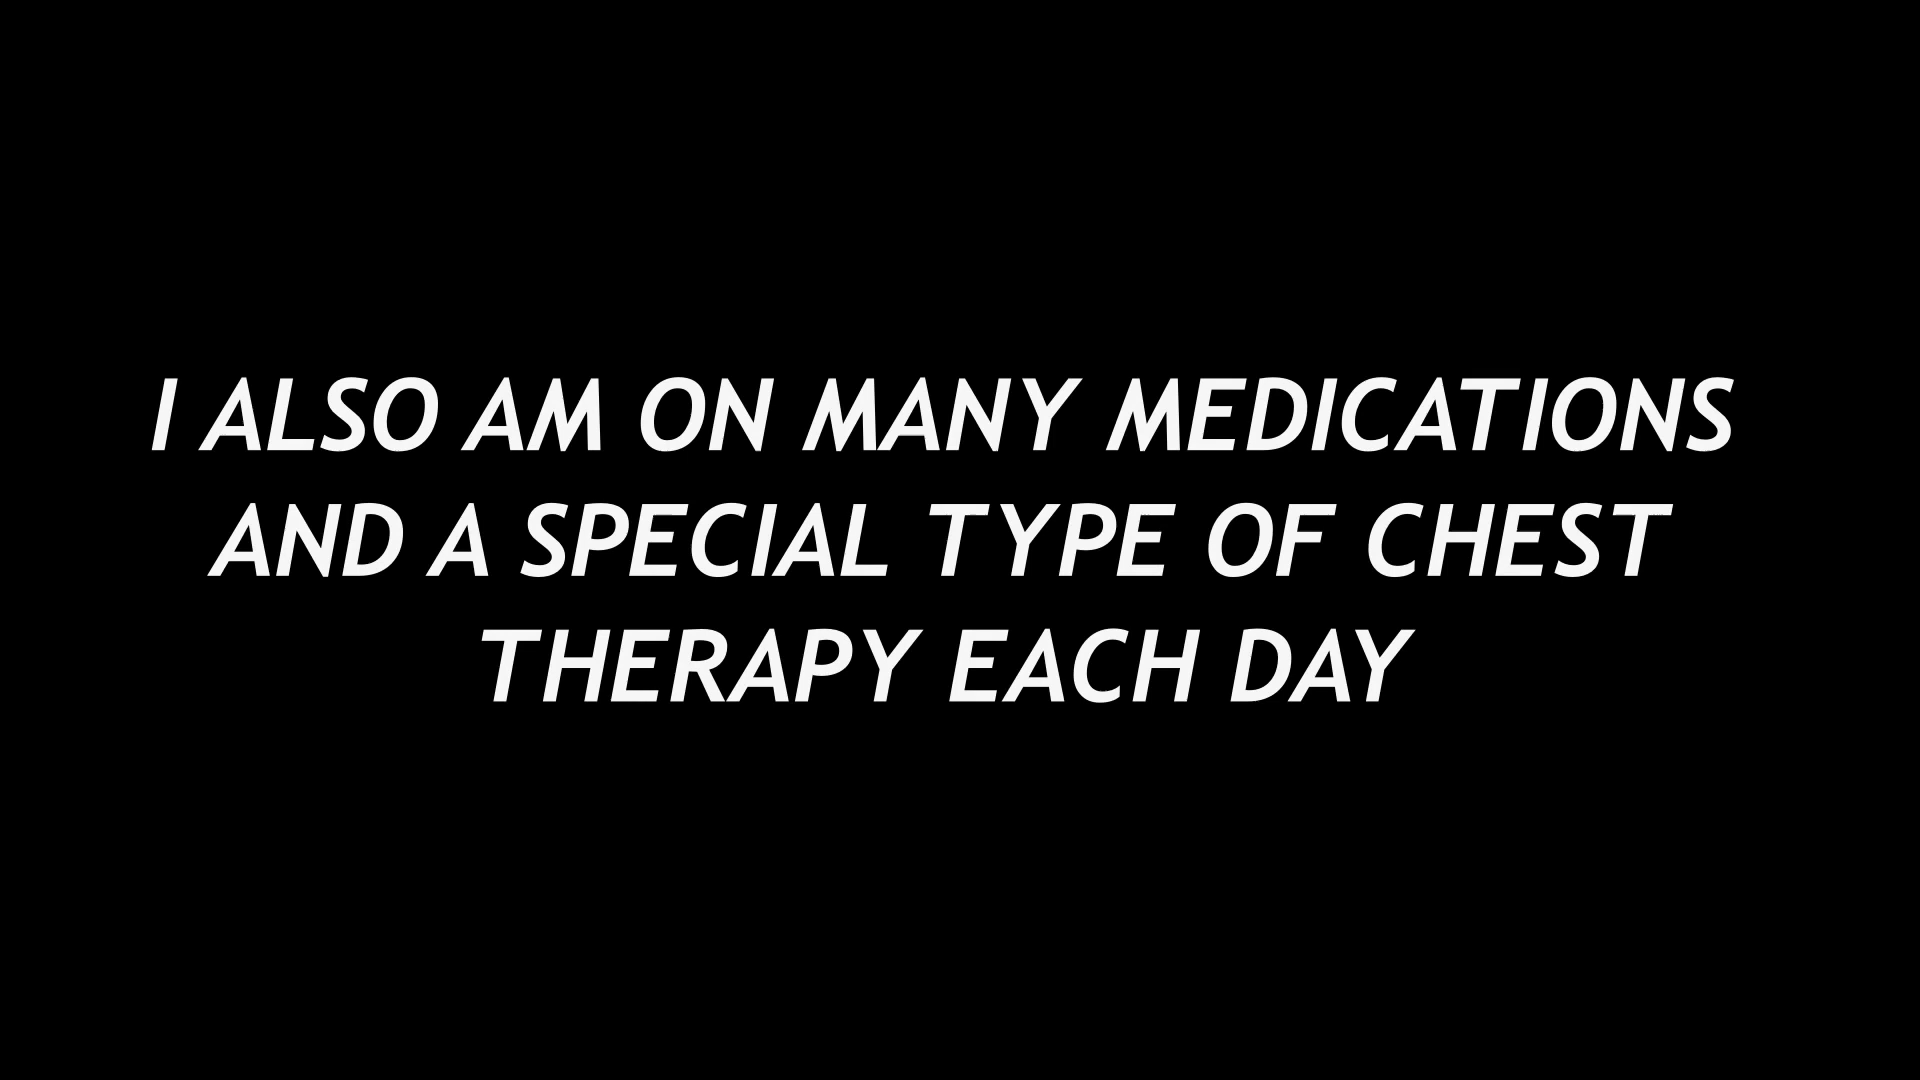 I ALSO AM ON MANY MEDICATIONS
AND A SPECIAL TYPE OF CHEST
THERAPY EACH DAY